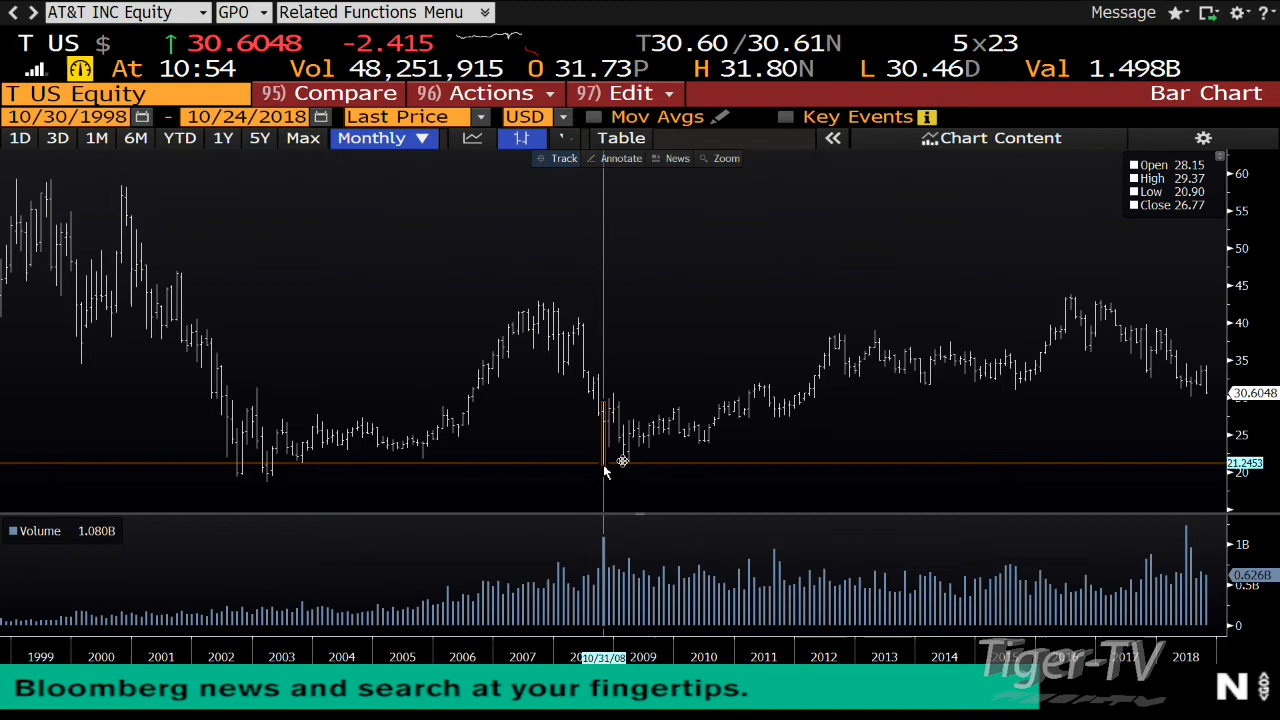 AT&T INC Equity GPO Related Functions Menu Message
T US $ 30.6048 -2.415 T30.60 /30.61N 5x23
At 10:54 Vol 48,251,915 O 31.73P H 31.80N L 30.46D Val 1.498B
T US Equity 95) Compare 96) Actions 97) Edit Bar Chart
10/30/1998 - 10/24/2018 Last Price USD Mov Avgs Key Events
1D 3D 1M 6M YTD 1Y 5Y Max Monthly Table Chart Content
Track Annotate News Zoom
Open 28.15
High 29.37
Low 20.90
Close 26.77
60
55
50
45
40
35
30.6048
25
21.2453
20
Volume 1.080B
1B
0.626B
0.5B
0
1999 2000 2001 2002 2003 2004 2005 2006 2007 10/31/08 2009 2010 2011 2012 2013 2014 2015 2016 2017 2018
Tiger-TV
Bloomberg news and search at your fingertips.